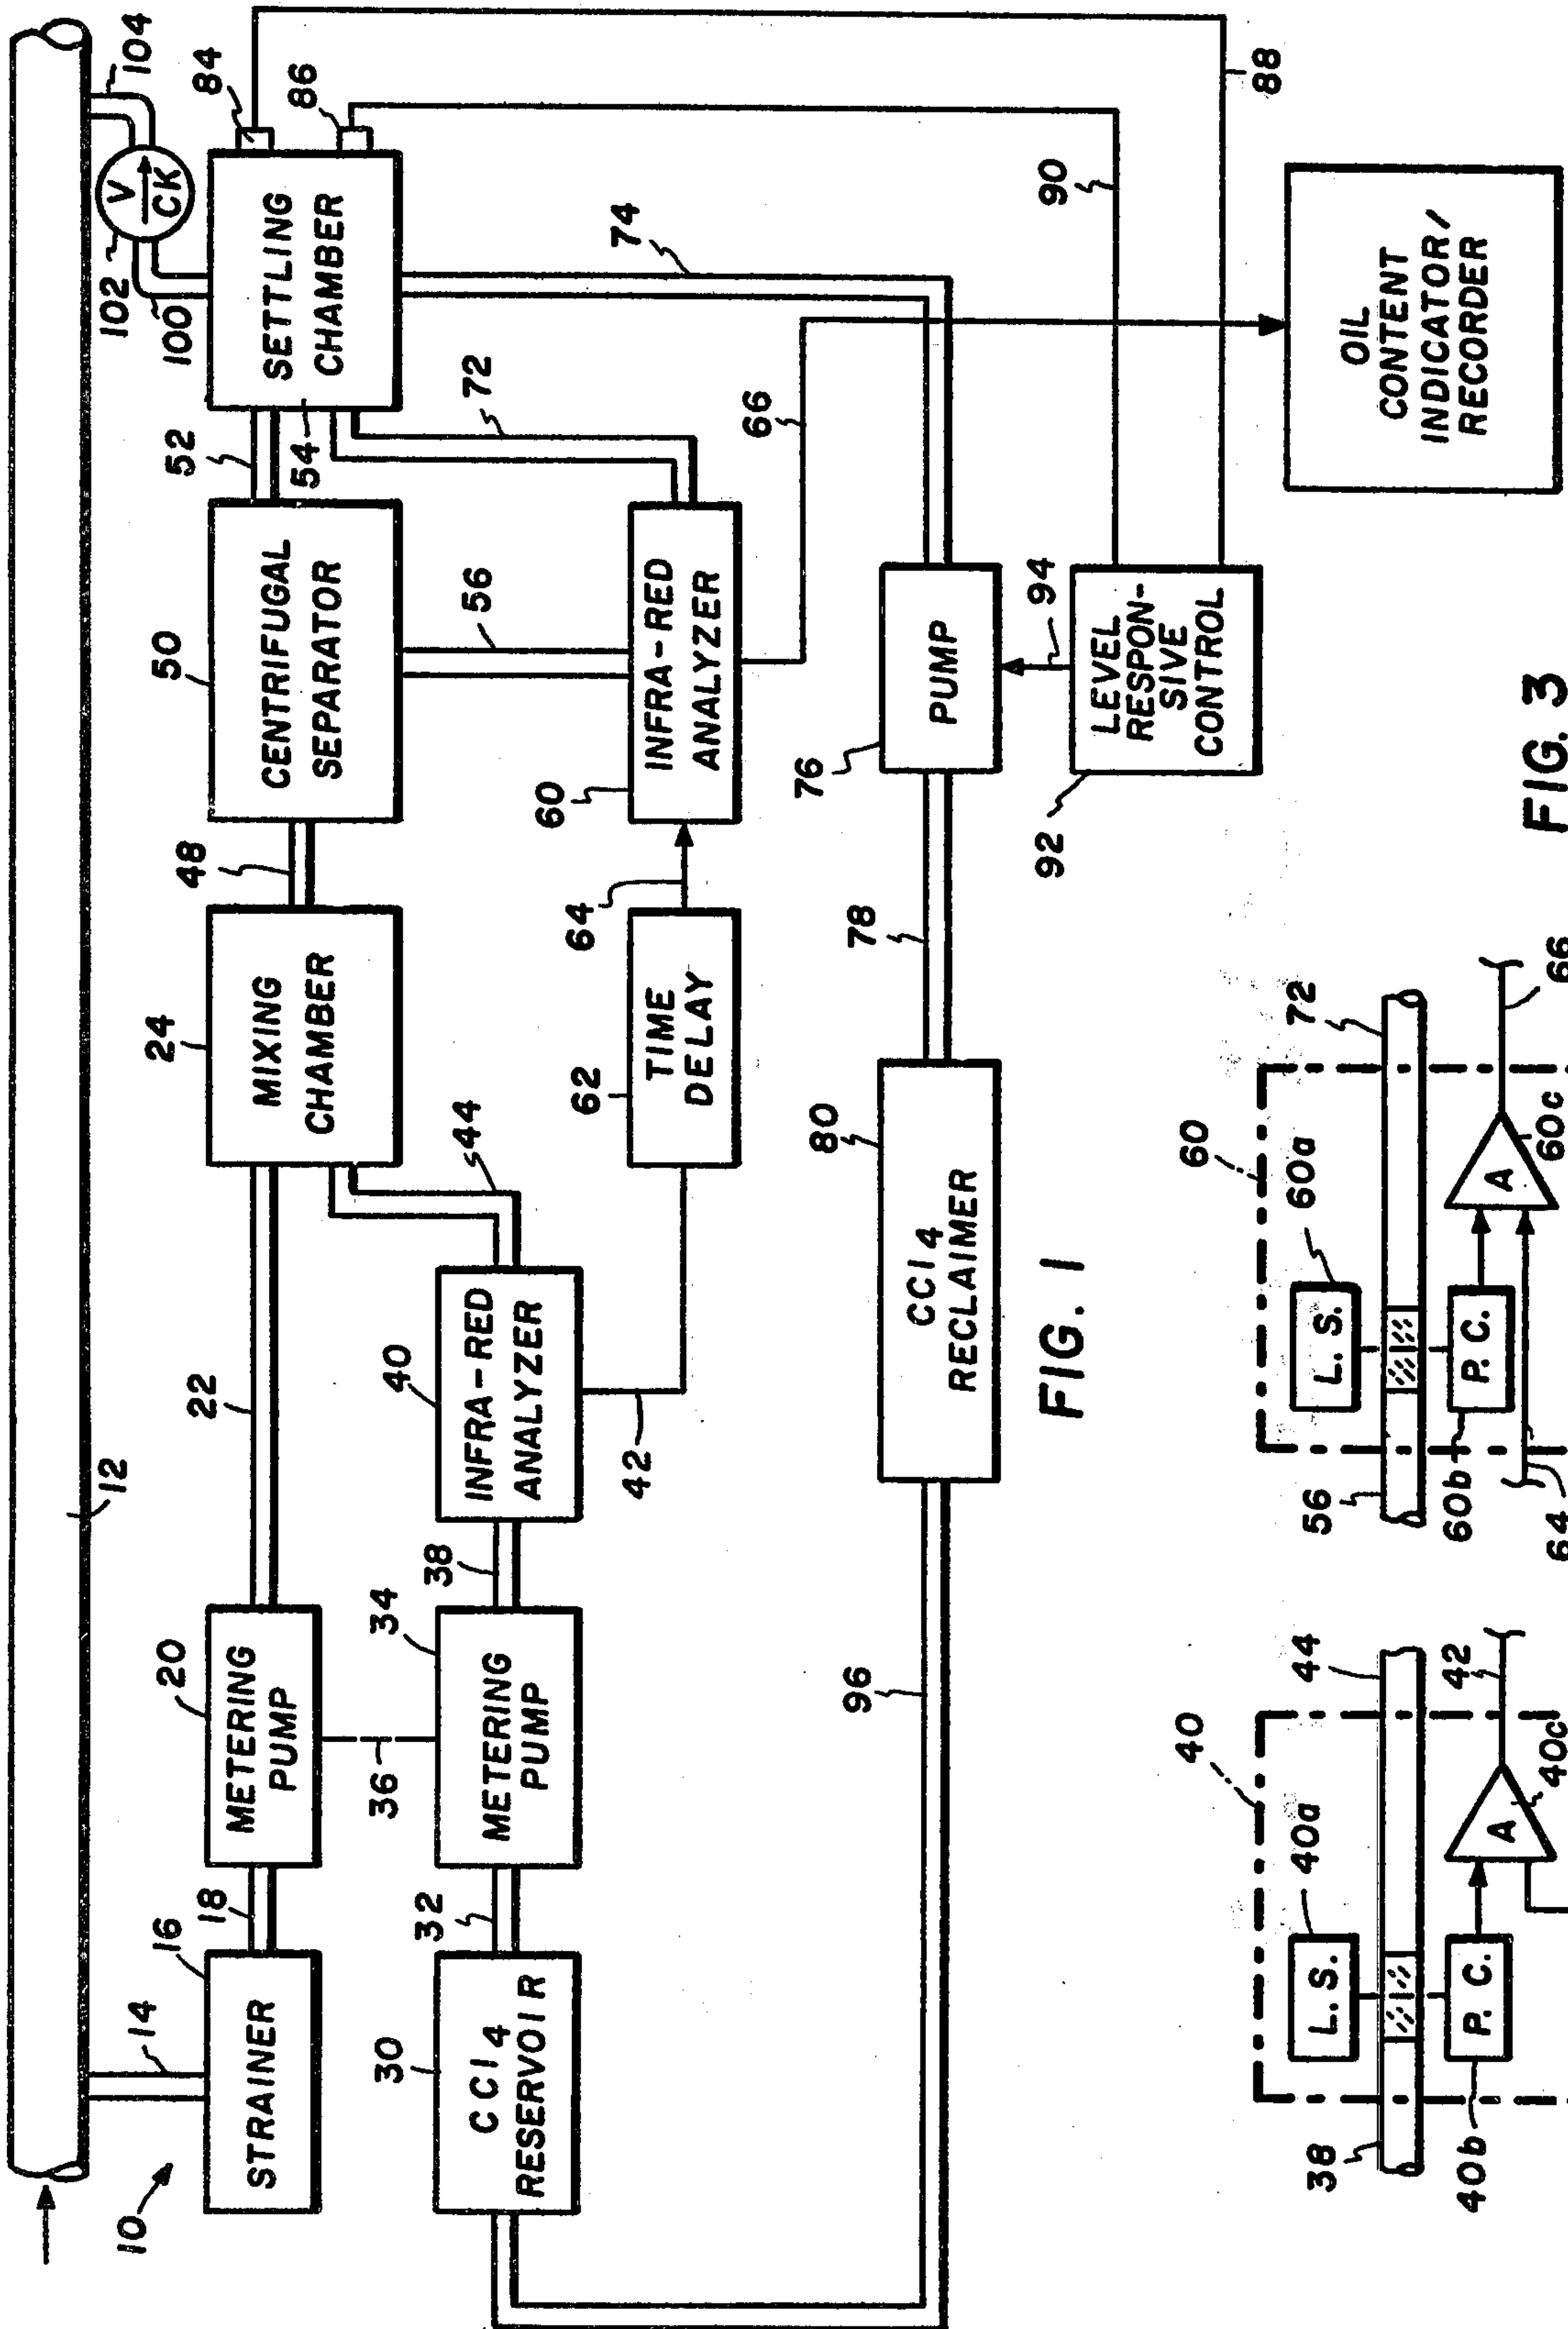 12
104
V
CK
102
100
84
86
10
14
16
STRAINER
18
20
METERING
PUMP
22
24
MIXING
CHAMBER
48
50
CENTRIFUGAL
SEPARATOR
52
54
SETTLING
CHAMBER
30
CCl4
RESERVOIR
32
34
METERING
PUMP
36
38
40
INFRA-RED
ANALYZER
42
44
62
TIME
DELAY
64
60
INFRA-RED
ANALYZER
56
66
72
74
96
80
CCl4
RECLAIMER
78
76
PUMP
94
92
LEVEL
RESPON-
SIVE
CONTROL
90
88
OIL
CONTENT
INDICATOR/
RECORDER
FIG. 1
40
40a
L. S.
38
44
40b
P. C.
A
42
40c
60
60a
L. S.
56
72
60b
P. C.
A
66
60c
64
FIG. 3